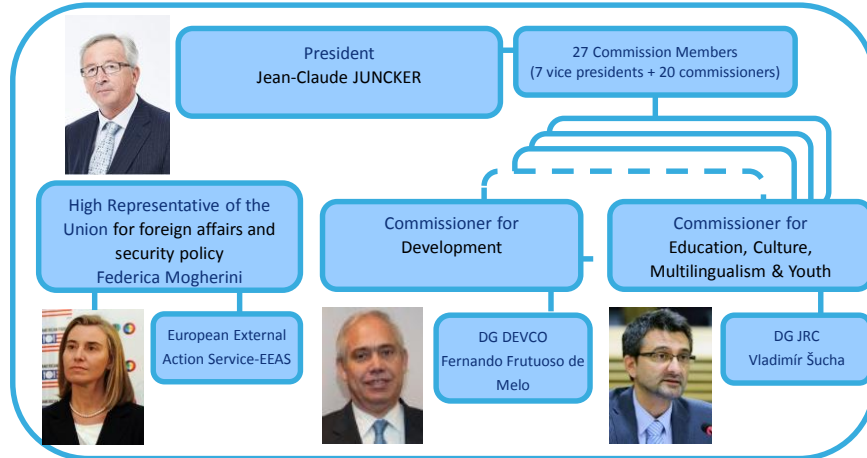 President
Jean-Claude JUNCKER
27 Commission Members
(7 vice presidents + 20 commissioners)
High Representative of the
Union for foreign affairs and
security policy
Federica Mogherini
Commissioner for
Development
Commissioner for
Education, Culture,
Multilingualism & Youth
European External
Action Service-EEAS
DG DEVCO
Fernando Frutuoso de
Melo
DG JRC
Vladimír Šucha